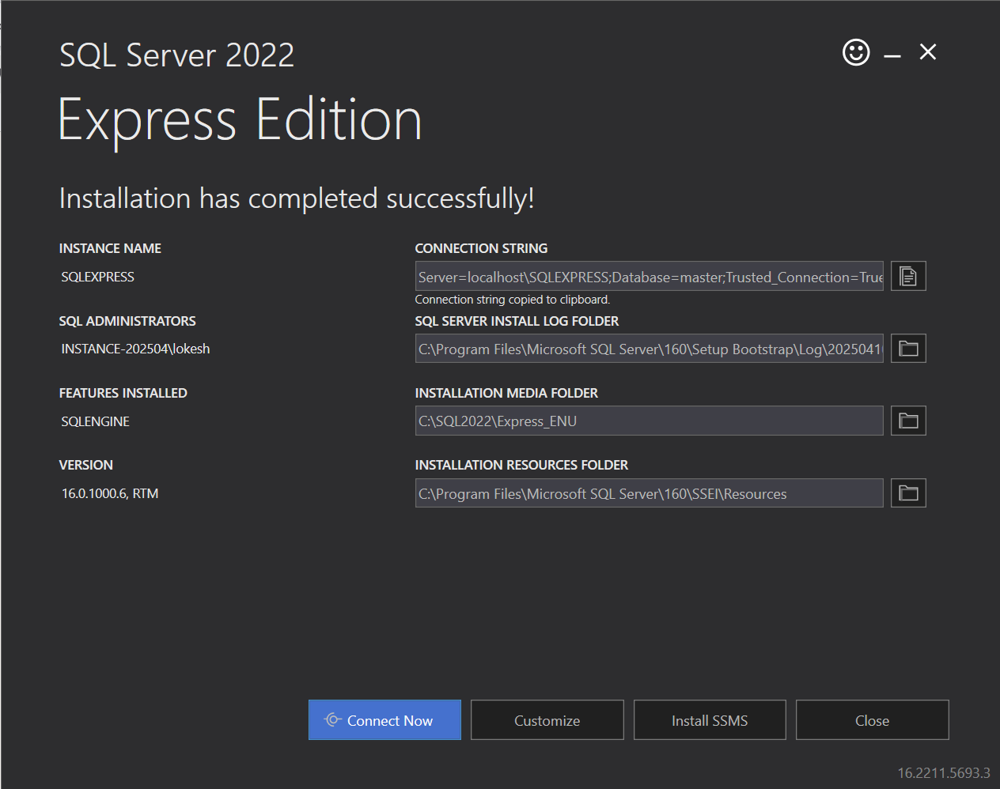 SQL Server 2022
Express Edition
Installation has completed successfully!
INSTANCE NAME
SQLEXPRESS
CONNECTION STRING
Server=localhost\SQLEXPRESS;Database=master;Trusted_Connection=True
Connection string copied to clipboard.
SQL ADMINISTRATORS
INSTANCE-202504\lokesh
SQL SERVER INSTALL LOG FOLDER
C:\Program Files\Microsoft SQL Server\160\Setup Bootstrap\Log\2025041
FEATURES INSTALLED
SQLENGINE
INSTALLATION MEDIA FOLDER
C:\SQL2022\Express_ENU
VERSION
16.0.1000.6, RTM
INSTALLATION RESOURCES FOLDER
C:\Program Files\Microsoft SQL Server\160\SSEI\Resources
Connect Now
Customize
Install SSMS
Close
16.2211.5693.3